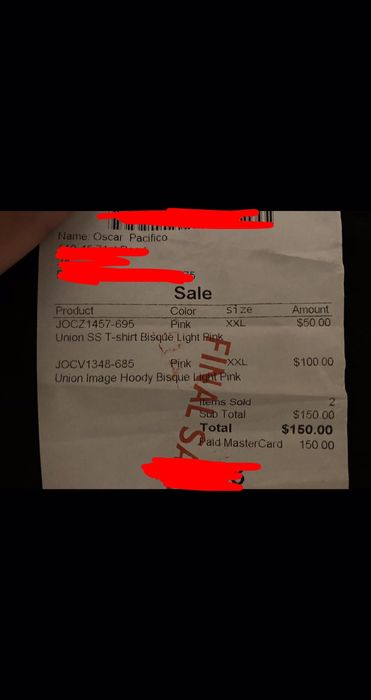 Name: Oscar Pacifico
Sale
Product Color size Amount
JOCZ1457-695 Pink XXL $50.00
Union SS T-shirt Bisque Light Pink
JOCV1348-685 Pink XXL $100.00
Union Image Hoody Bisque Light Pink
Items Sold 2
Sub Total $150.00
Total $150.00
Paid MasterCard 150.00
FINAL SA